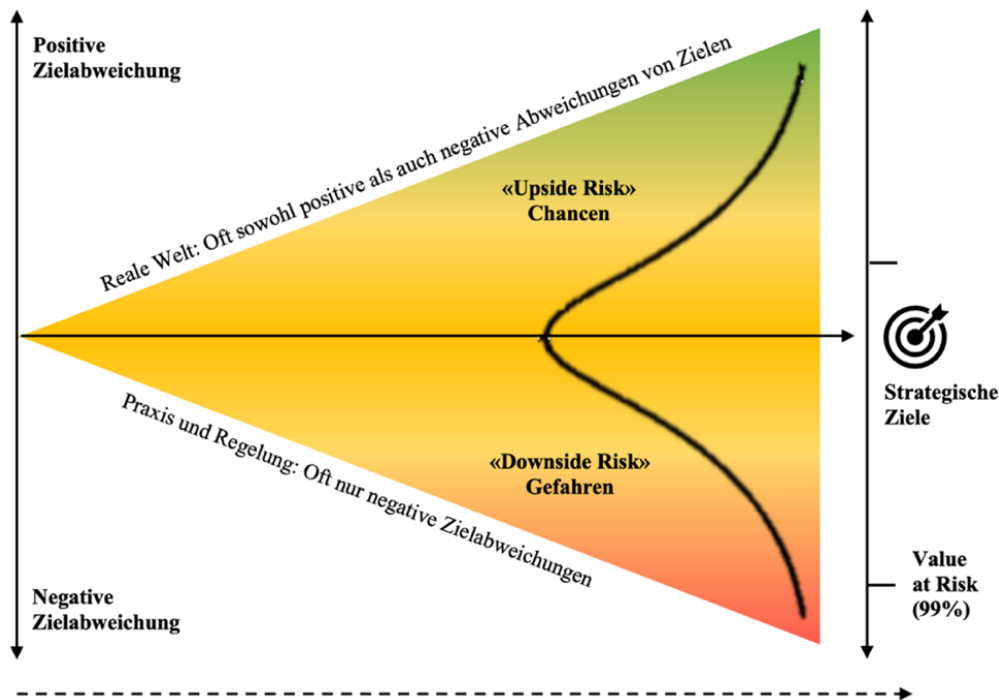 Positive
Zielabweichung
Reale Welt: Oft sowohl positive als auch negative Abweichungen von Zielen
«Upside Risk»
Chancen
Strategische
Ziele
Praxis und Regelung: Oft nur negative Zielabweichungen
«Downside Risk»
Gefahren
Value
at Risk
(99%)
Negative
Zielabweichung